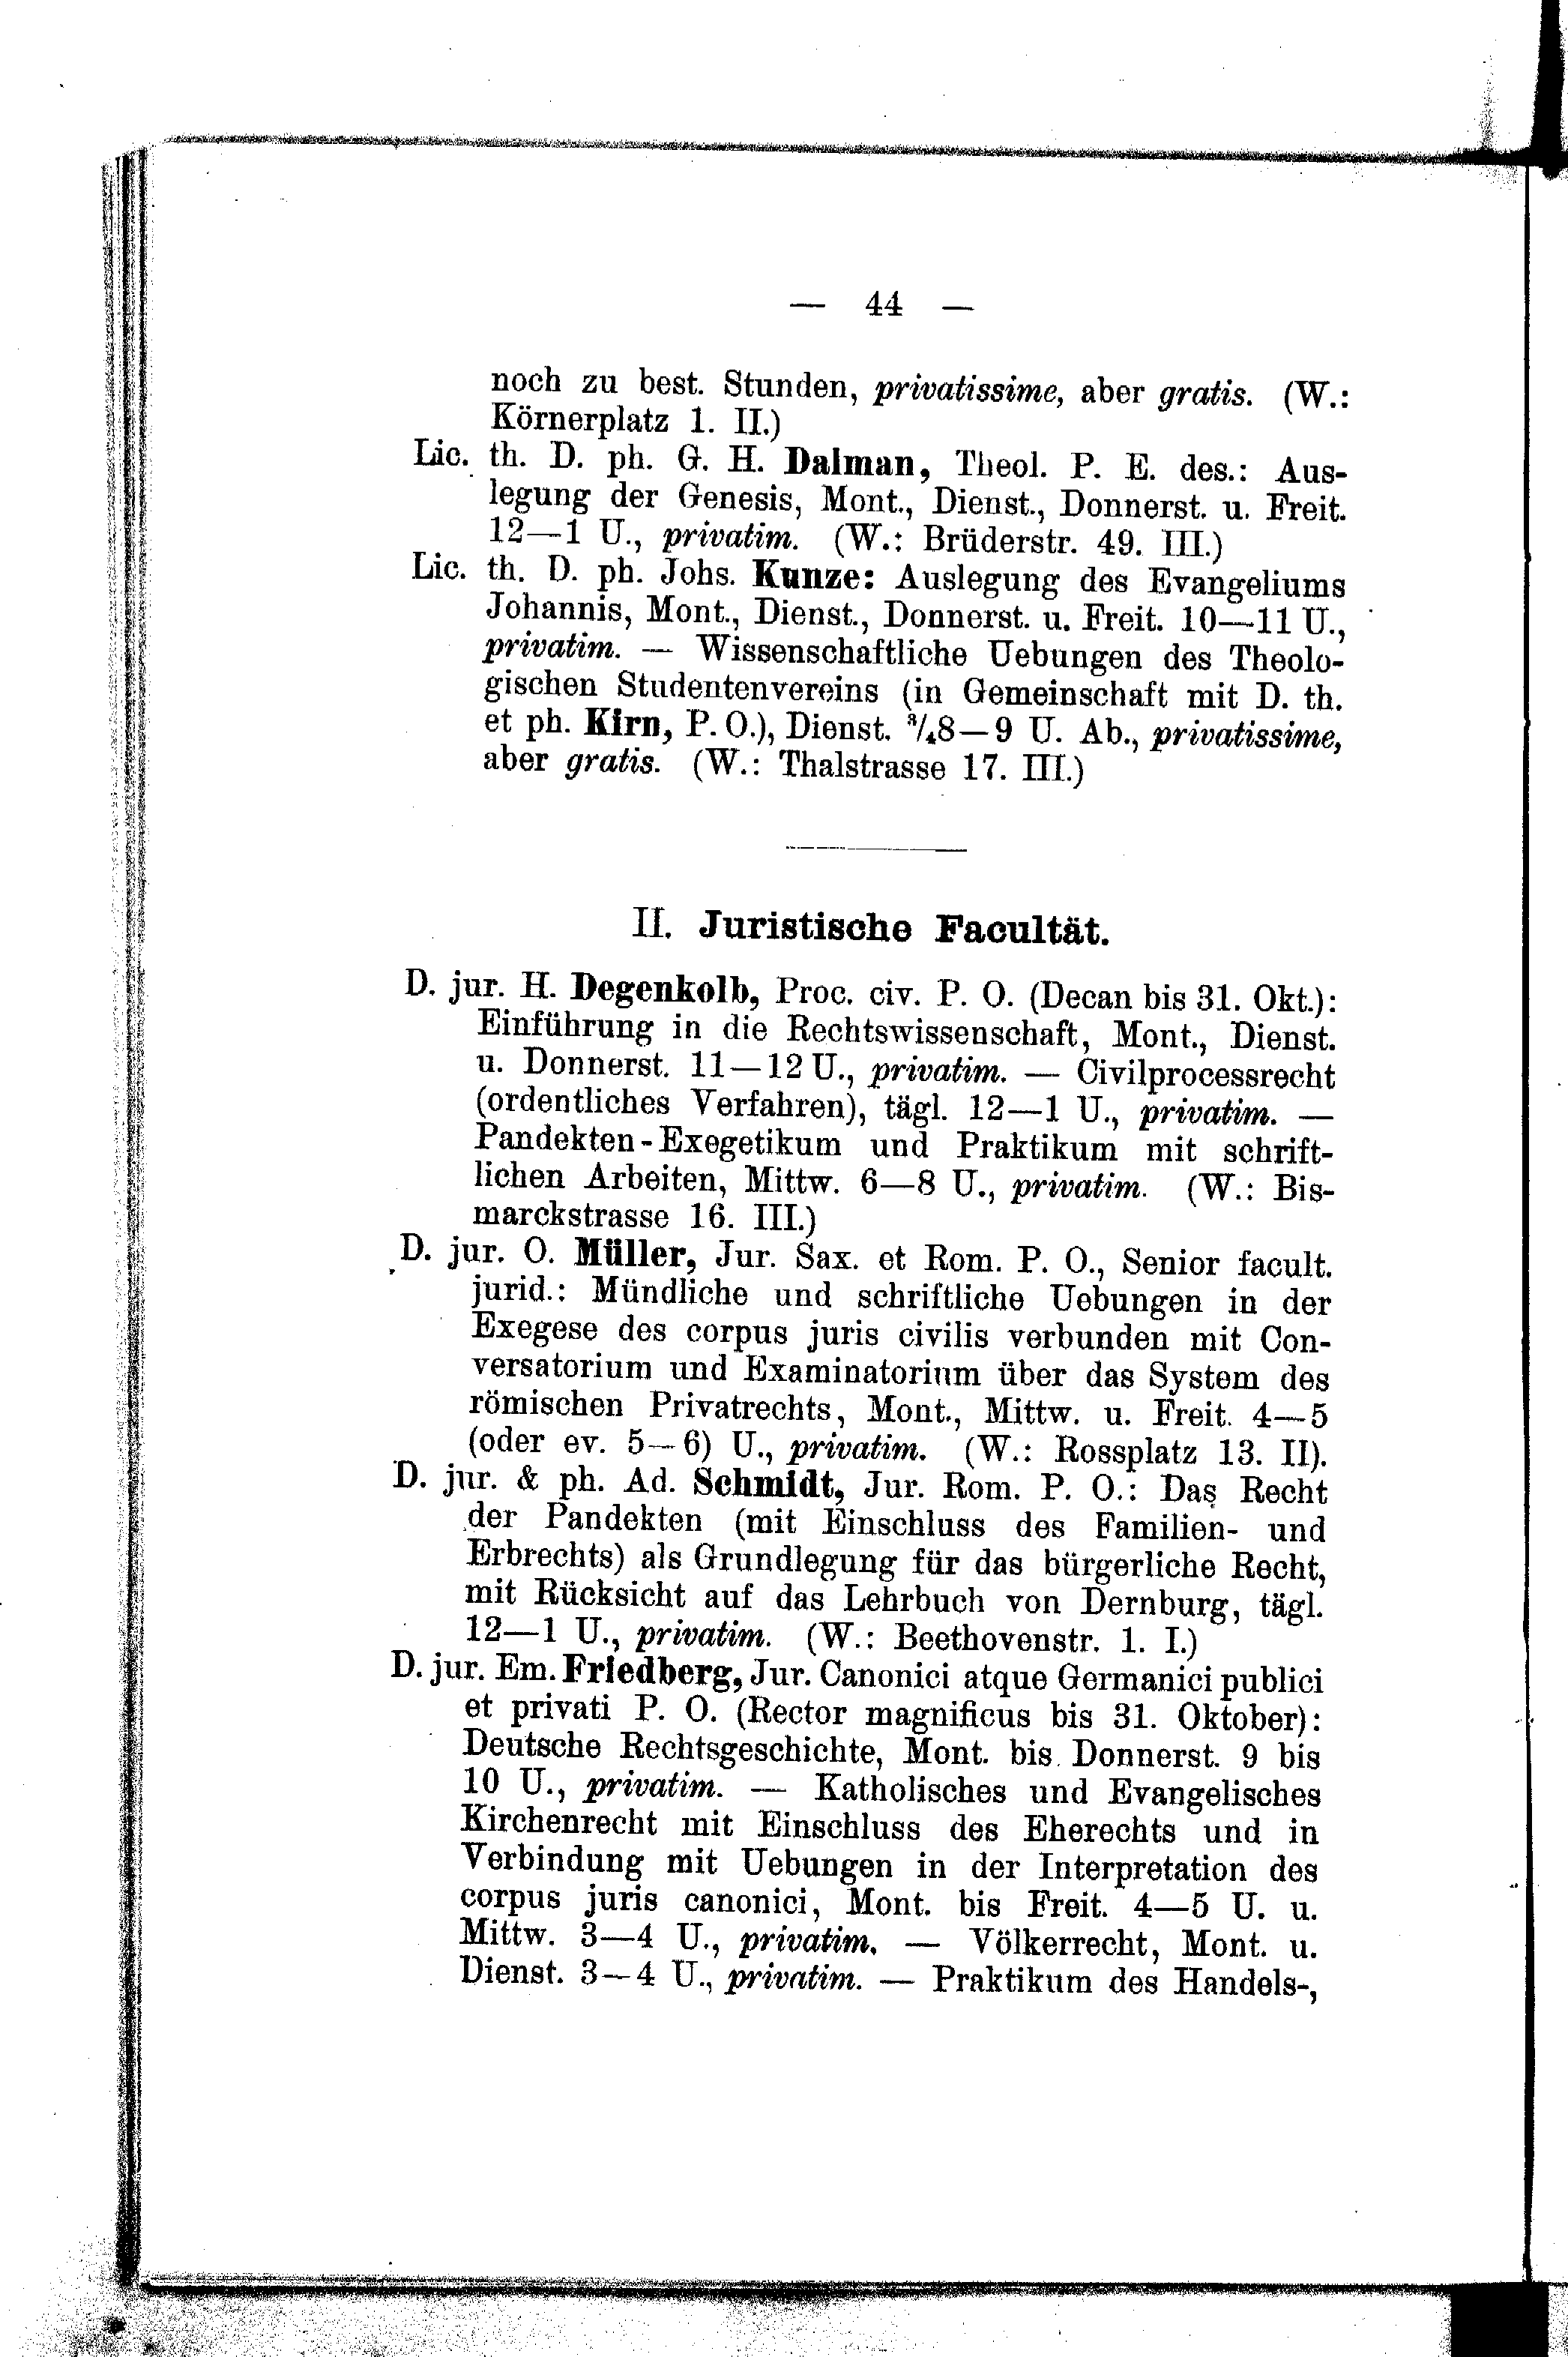 — 44 —
noch zu best. Stunden, privatissime, aber gratis. (W.:
Körnerplatz 1. II.)
Lic. th. D. ph. G. H. Dalman, Theol. P. E. des.: Aus-
legung der Genesis, Mont., Dienst., Donnerst. u. Freit.
12—1 U., privatim. (W.: Brüderstr. 49. III.)
Lic. th. D. ph. Johs. Kunze: Auslegung des Evangeliums
Johannis, Mont., Dienst., Donnerst. u. Freit. 10—11 U.,
privatim. — Wissenschaftliche Uebungen des Theolo-
gischen Studentenvereins (in Gemeinschaft mit D. th.
et ph. Kirn, P. O.), Dienst. ¾8—9 U. Ab., privatissime,
aber gratis. (W.: Thalstrasse 17. III.)
II. Juristische Facultät.
D. jur. H. Degenkolb, Proc. civ. P. O. (Decan bis 31. Okt.):
Einführung in die Rechtswissenschaft, Mont., Dienst.
u. Donnerst. 11—12 U., privatim. — Civilprocessrecht
(ordentliches Verfahren), tägl. 12—1 U., privatim. —
Pandekten-Exegetikum und Praktikum mit schrift-
lichen Arbeiten, Mittw. 6—8 U., privatim. (W.: Bis-
marckstrasse 16. III.)
D. jur. O. Müller, Jur. Sax. et Rom. P. O., Senior facult.
jurid.: Mündliche und schriftliche Uebungen in der
Exegese des corpus juris civilis verbunden mit Con-
versatorium und Examinatorium über das System des
römischen Privatrechts, Mont., Mittw. u. Freit. 4—5
(oder ev. 5—6) U., privatim. (W.: Rossplatz 13. II).
D. jur. & ph. Ad. Schmidt, Jur. Rom. P. O.: Das Recht
der Pandekten (mit Einschluss des Familien- und
Erbrechts) als Grundlegung für das bürgerliche Recht,
mit Rücksicht auf das Lehrbuch von Dernburg, tägl.
12—1 U., privatim. (W.: Beethovenstr. 1. I.)
D. jur. Em. Friedberg, Jur. Canonici atque Germanici publici
et privati P. O. (Rector magnificus bis 31. Oktober):
Deutsche Rechtsgeschichte, Mont. bis Donnerst. 9 bis
10 U., privatim. — Katholisches und Evangelisches
Kirchenrecht mit Einschluss des Eherechts und in
Verbindung mit Uebungen in der Interpretation des
corpus juris canonici, Mont. bis Freit. 4—5 U. u.
Mittw. 3—4 U., privatim. — Völkerrecht, Mont. u.
Dienst. 3—4 U., privatim. — Praktikum des Handels-,